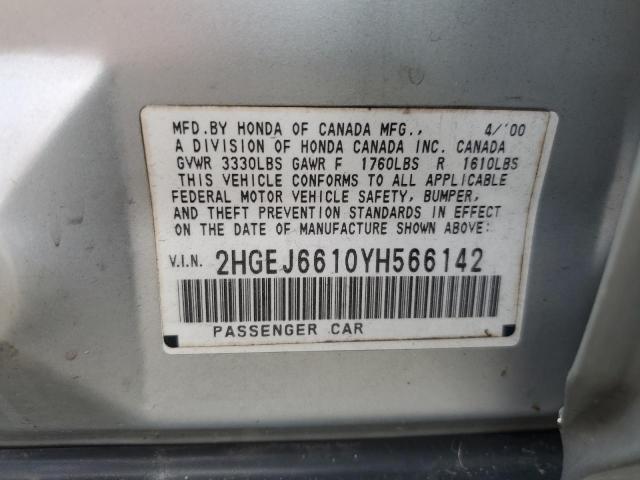 MFD.BY HONDA OF CANADA MFG., 4/'00
A DIVISION OF HONDA CANADA INC. CANADA
GVWR 3330LBS GAWR F 1760LBS R 1610LBS
THIS VEHICLE CONFORMS TO ALL APPLICABLE
FEDERAL MOTOR VEHICLE SAFETY, BUMPER,
AND THEFT PREVENTION STANDARDS IN EFFECT
ON THE DATE OF MANUFACTURE SHOWN ABOVE:
V.I.N. 2HGEJ6610YH566142
PASSENGER CAR